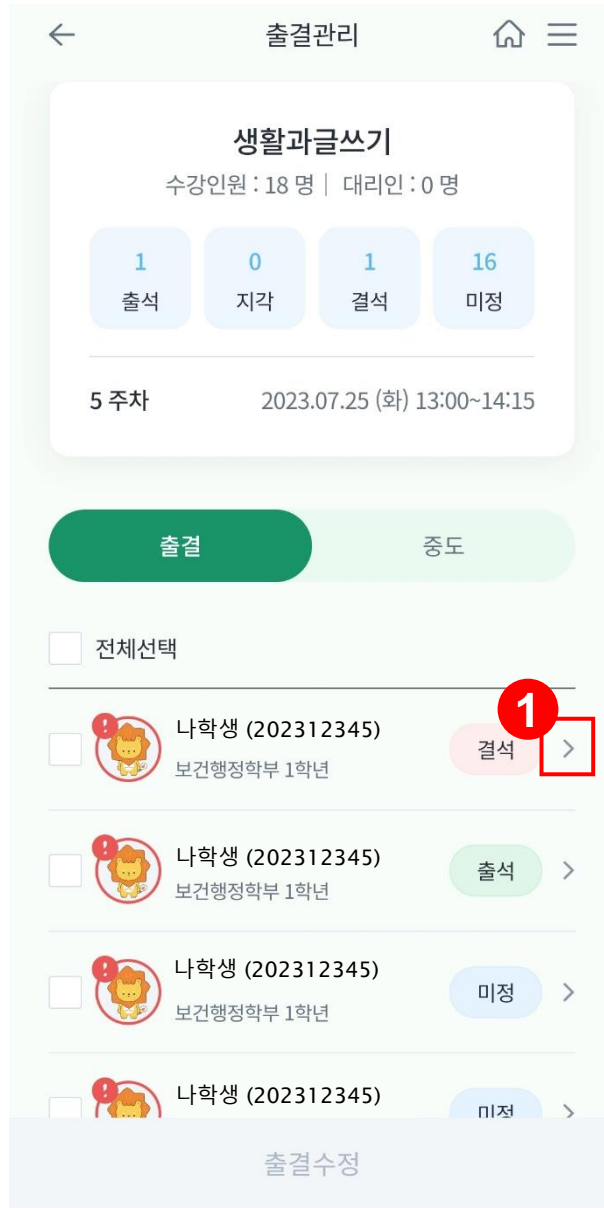 출결관리
생활과글쓰기
수강인원 : 18 명 | 대리인 : 0 명
1 0 1 16
출석 지각 결석 미정
5 주차 2023.07.25 (화) 13:00~14:15
출결 중도
전체선택
1
! 나학생 (202312345)
결석
보건행정학부 1학년
! 나학생 (202312345)
출석
보건행정학부 1학년
! 나학생 (202312345)
미정
보건행정학부 1학년
! 나학생 (202312345)
미정
출결수정